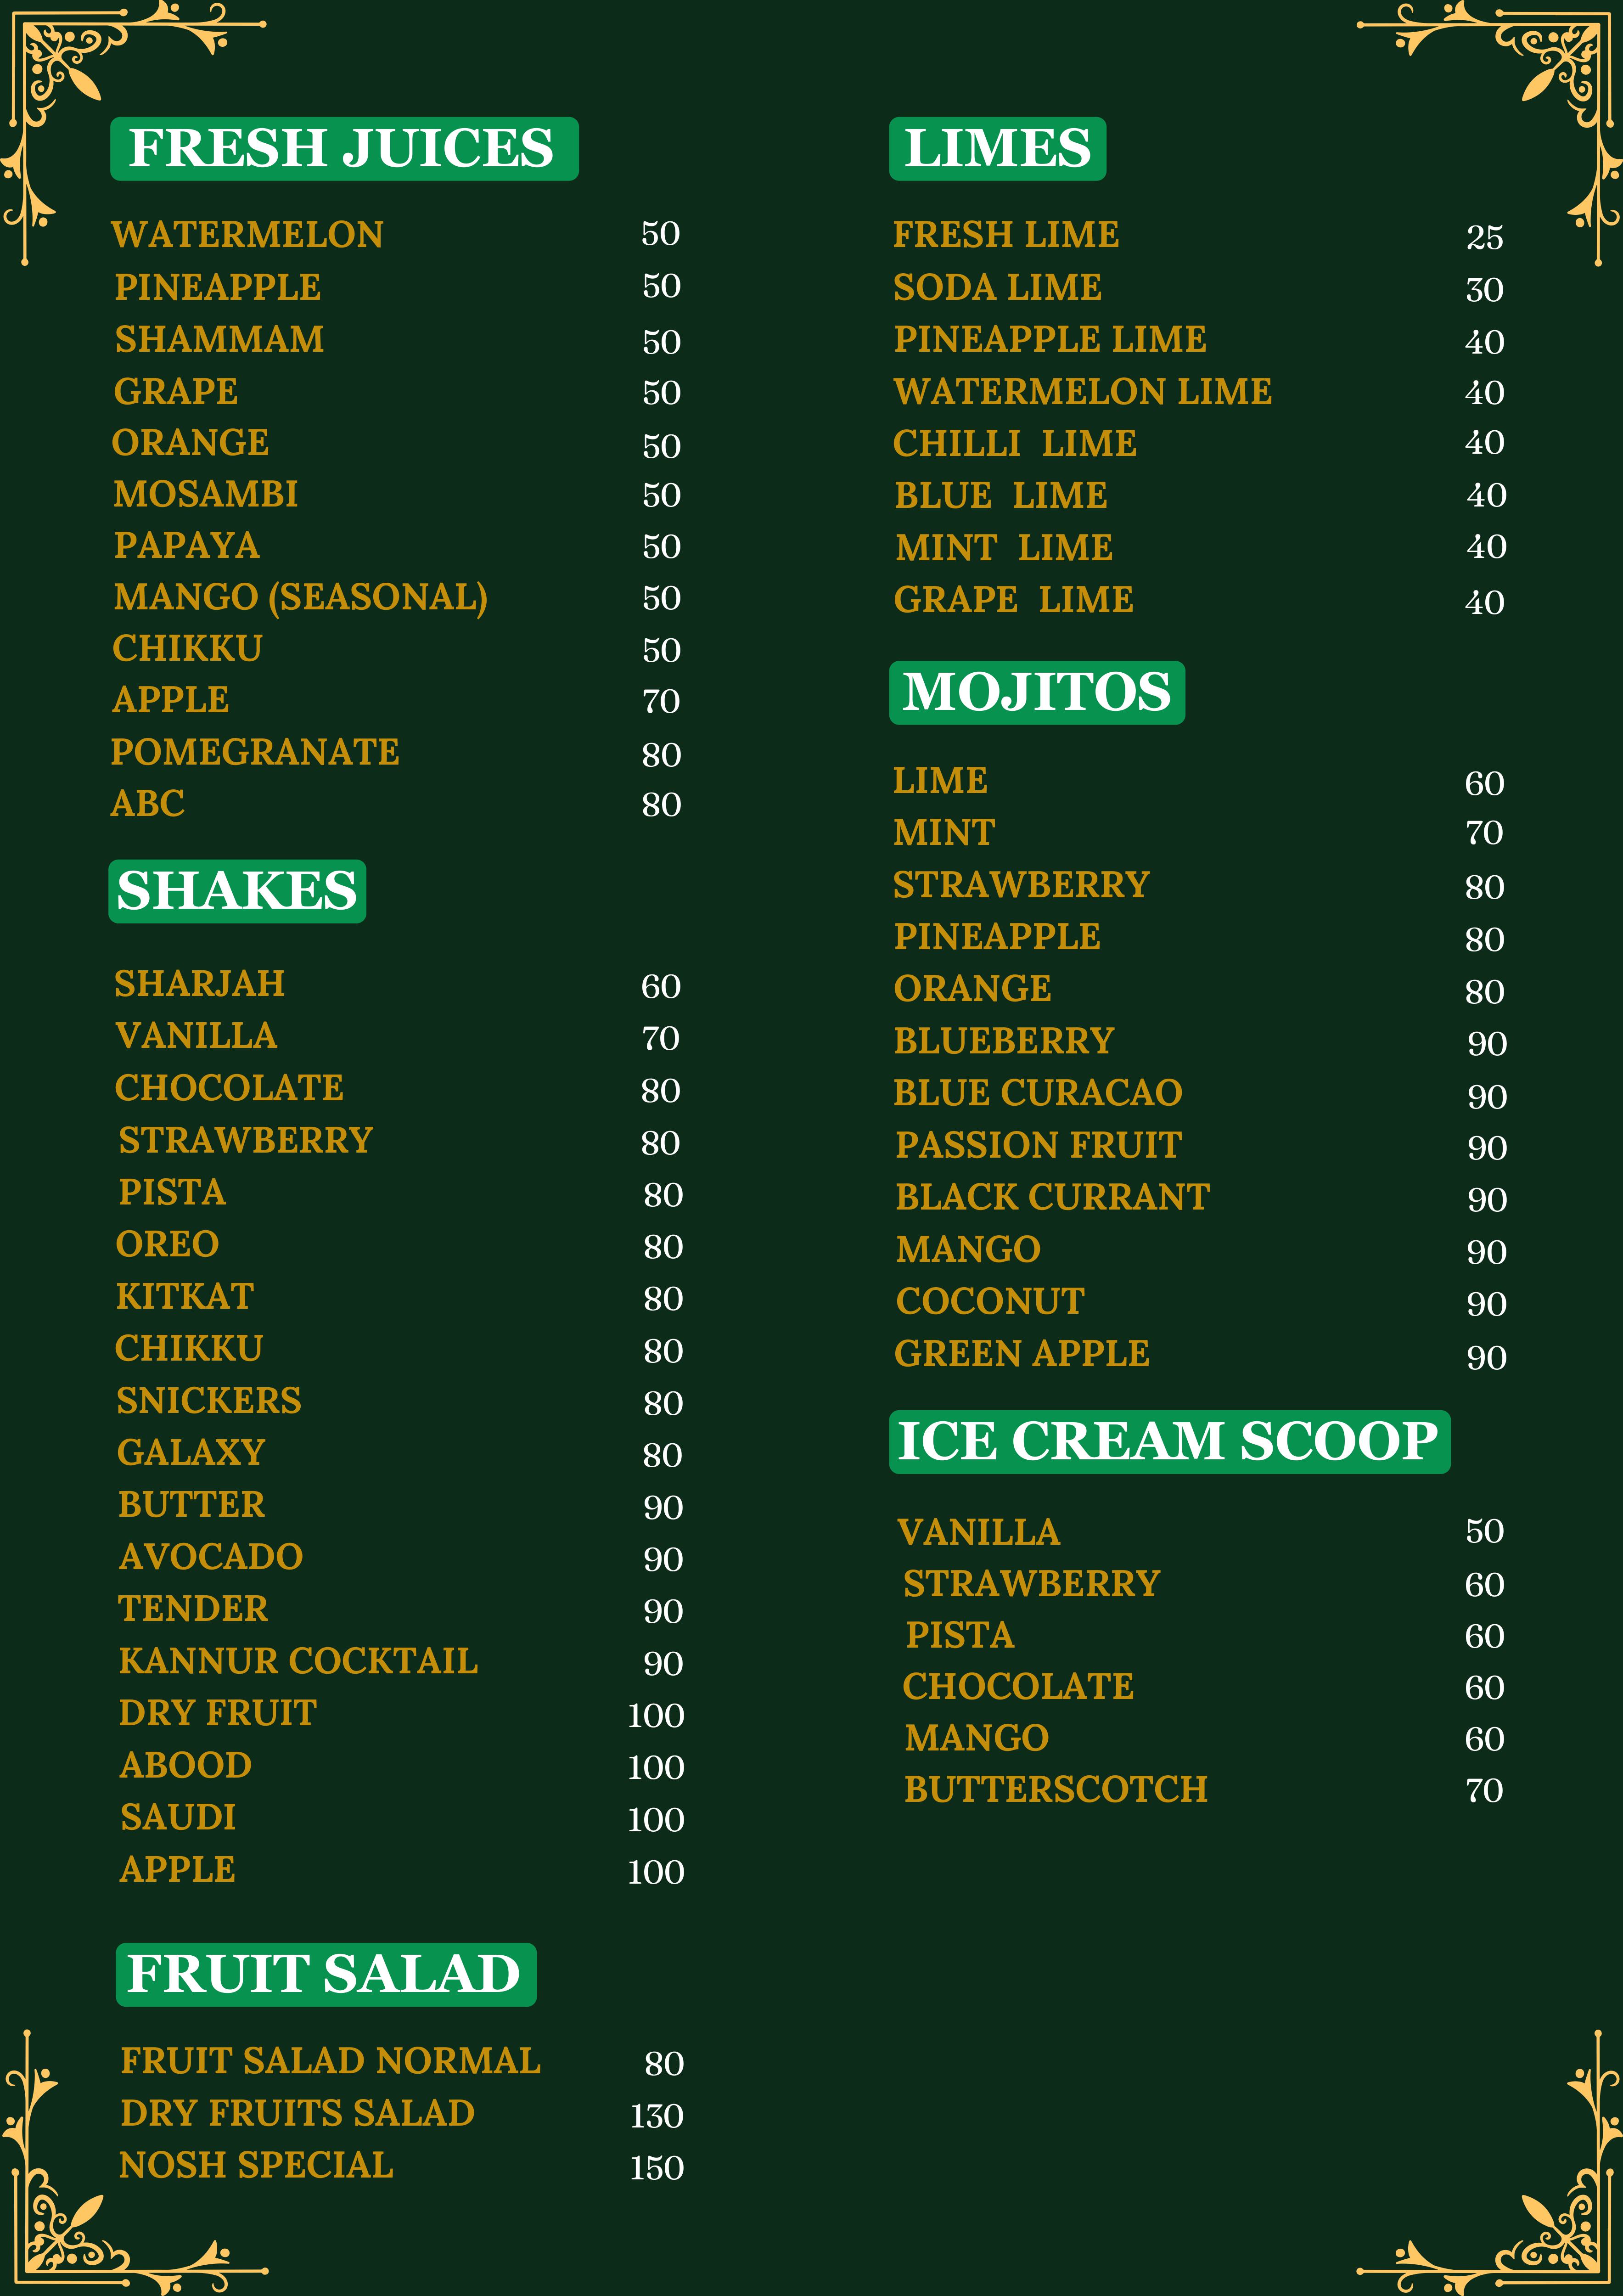 FRESH JUICES
WATERMELON 50
PINEAPPLE 50
SHAMMAM 50
GRAPE 50
ORANGE 50
MOSAMBI 50
PAPAYA 50
MANGO (SEASONAL) 50
CHIKKU 50
APPLE 70
POMEGRANATE 80
ABC 80
SHAKES
SHARJAH 60
VANILLA 70
CHOCOLATE 80
STRAWBERRY 80
PISTA 80
OREO 80
KITKAT 80
CHIKKU 80
SNICKERS 80
GALAXY 80
BUTTER 90
AVOCADO 90
TENDER 90
KANNUR COCKTAIL 90
DRY FRUIT 100
ABOOD 100
SAUDI 100
APPLE 100
FRUIT SALAD
FRUIT SALAD NORMAL 80
DRY FRUITS SALAD 130
NOSH SPECIAL 150
LIMES
FRESH LIME 25
SODA LIME 30
PINEAPPLE LIME 40
WATERMELON LIME 40
CHILLI LIME 40
BLUE LIME 40
MINT LIME 40
GRAPE LIME 40
MOJITOS
LIME 60
MINT 70
STRAWBERRY 80
PINEAPPLE 80
ORANGE 80
BLUEBERRY 90
BLUE CURACAO 90
PASSION FRUIT 90
BLACK CURRANT 90
MANGO 90
COCONUT 90
GREEN APPLE 90
ICE CREAM SCOOP
VANILLA 50
STRAWBERRY 60
PISTA 60
CHOCOLATE 60
MANGO 60
BUTTERSCOTCH 70